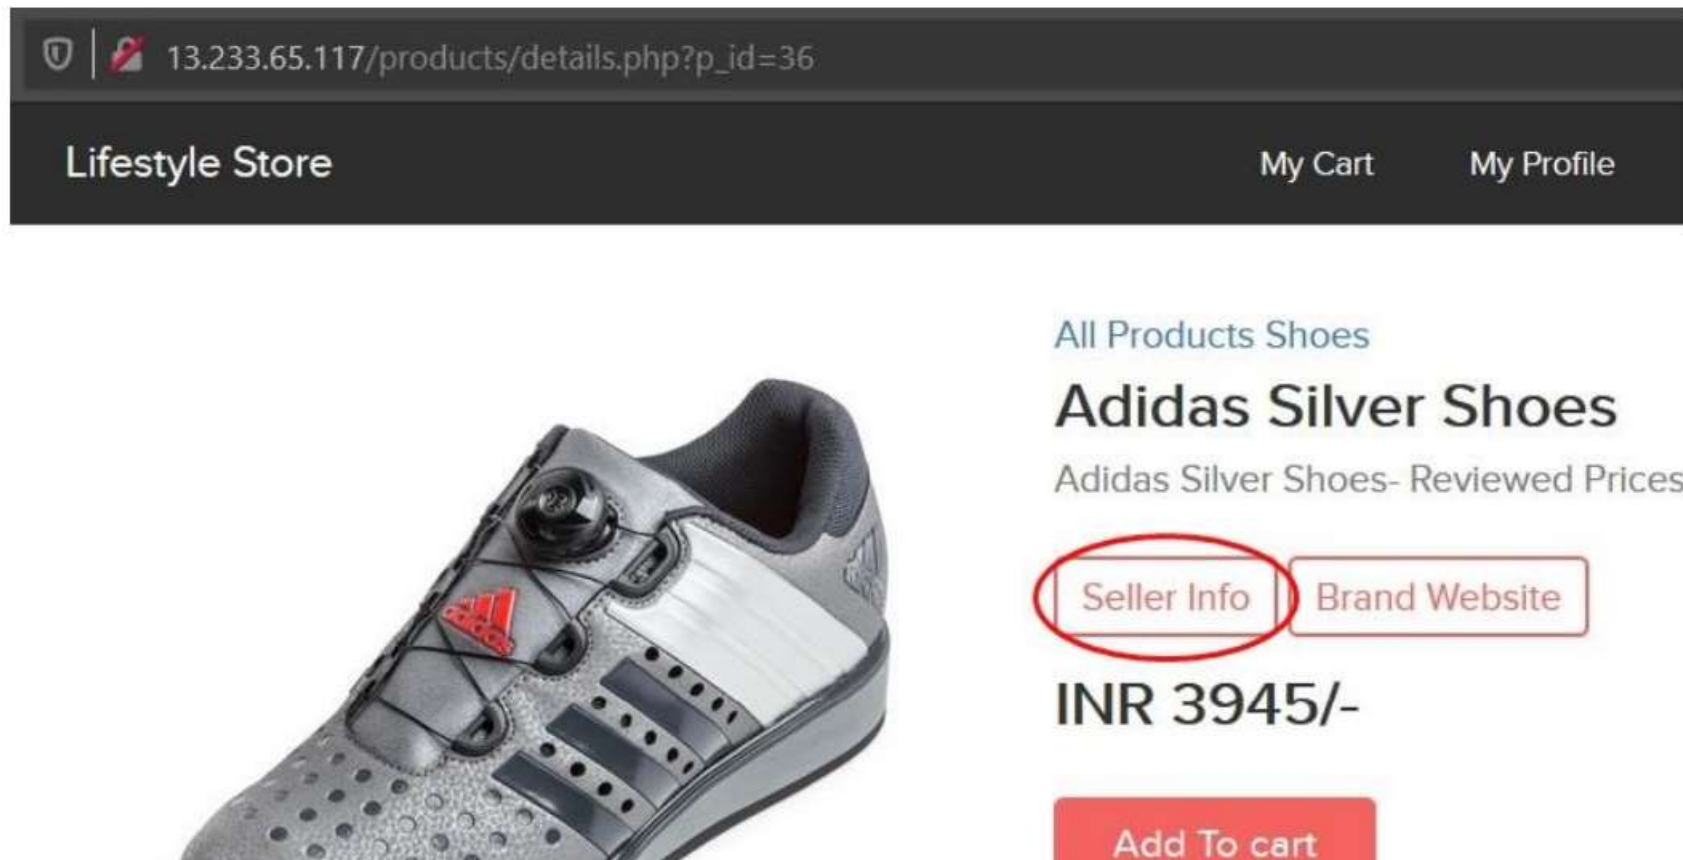 13.233.65.117/products/details.php?p_id=36
Lifestyle Store My Cart My Profile
All Products Shoes
Adidas Silver Shoes
Adidas Silver Shoes- Reviewed Prices
Seller Info Brand Website
adidas
INR 3945/-
Add To cart